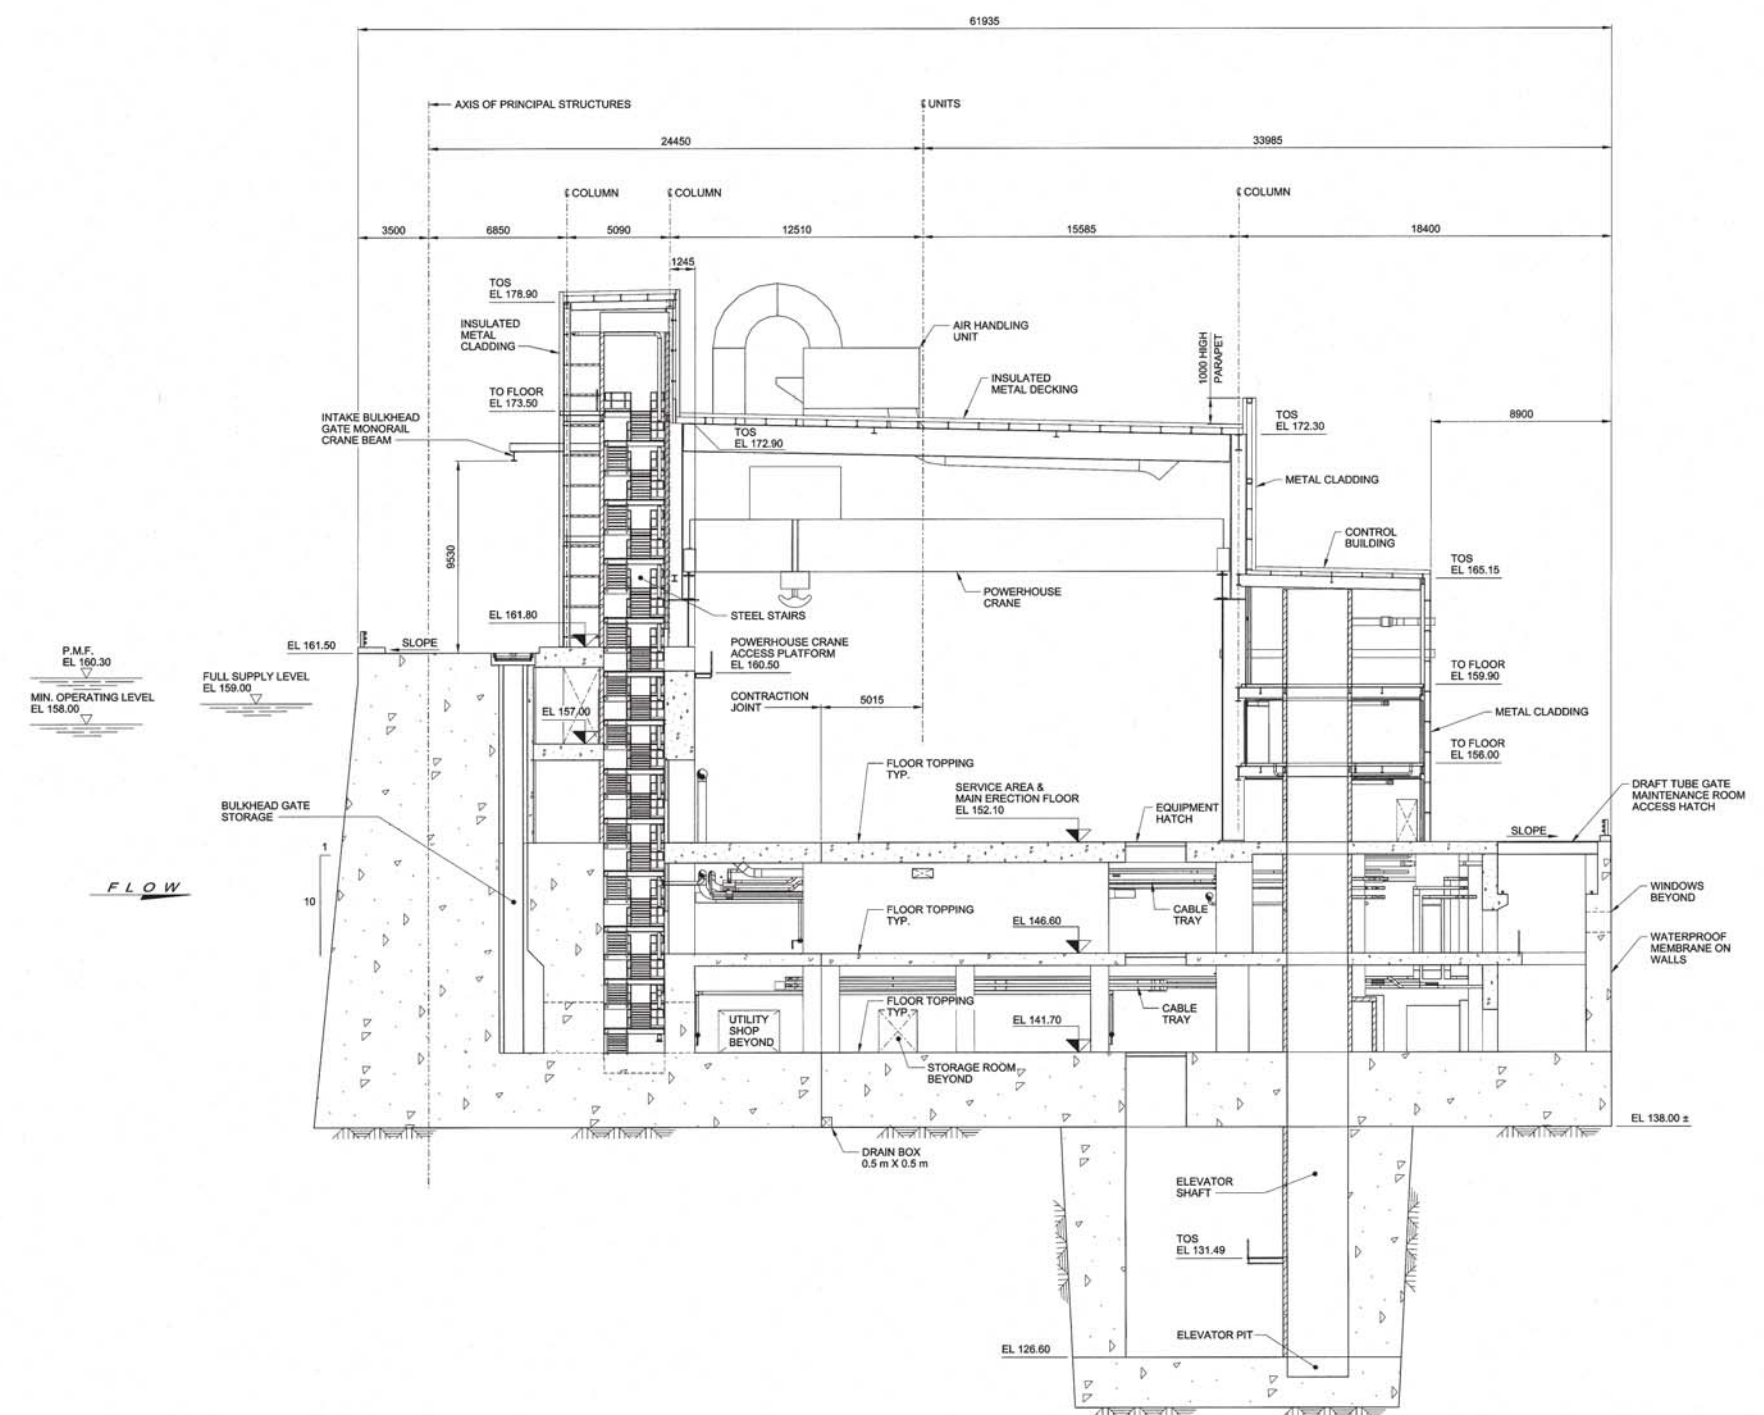 61935
AXIS OF PRINCIPAL STRUCTURES
℄ UNITS
24450
33985
℄ COLUMN
℄ COLUMN
℄ COLUMN
3500
6850
5090
12510
15585
18400
1245
TOS
EL 178.90
INSULATED
METAL
CLADDING
AIR HANDLING
UNIT
1000 HIGH
PARAPET
INSULATED
METAL DECKING
TO FLOOR
EL 173.50
INTAKE BULKHEAD
GATE MONORAIL
CRANE BEAM
TOS
EL 172.90
TOS
EL 172.30
8900
METAL CLADDING
9530
CONTROL
BUILDING
TOS
EL 165.15
POWERHOUSE
CRANE
EL 161.80
STEEL STAIRS
EL 161.50
SLOPE
POWERHOUSE CRANE
ACCESS PLATFORM
EL 160.50
P.M.F.
EL 160.30
FULL SUPPLY LEVEL
EL 159.00
MIN. OPERATING LEVEL
EL 158.00
TO FLOOR
EL 159.90
CONTRACTION
JOINT
5015
EL 157.00
METAL CLADDING
TO FLOOR
EL 156.00
FLOOR TOPPING
TYP.
SERVICE AREA &
MAIN ERECTION FLOOR
EL 152.10
EQUIPMENT
HATCH
DRAFT TUBE GATE
MAINTENANCE ROOM
ACCESS HATCH
BULKHEAD GATE
STORAGE
SLOPE
1
10
FLOW
WINDOWS
BEYOND
CABLE
TRAY
FLOOR TOPPING
TYP.
EL 146.60
WATERPROOF
MEMBRANE ON
WALLS
FLOOR TOPPING
TYP.
CABLE
TRAY
UTILITY
SHOP
BEYOND
EL 141.70
STORAGE ROOM
BEYOND
EL 138.00 ±
DRAIN BOX
0.5 m X 0.5 m
ELEVATOR
SHAFT
TOS
EL 131.49
ELEVATOR PIT
EL 126.60